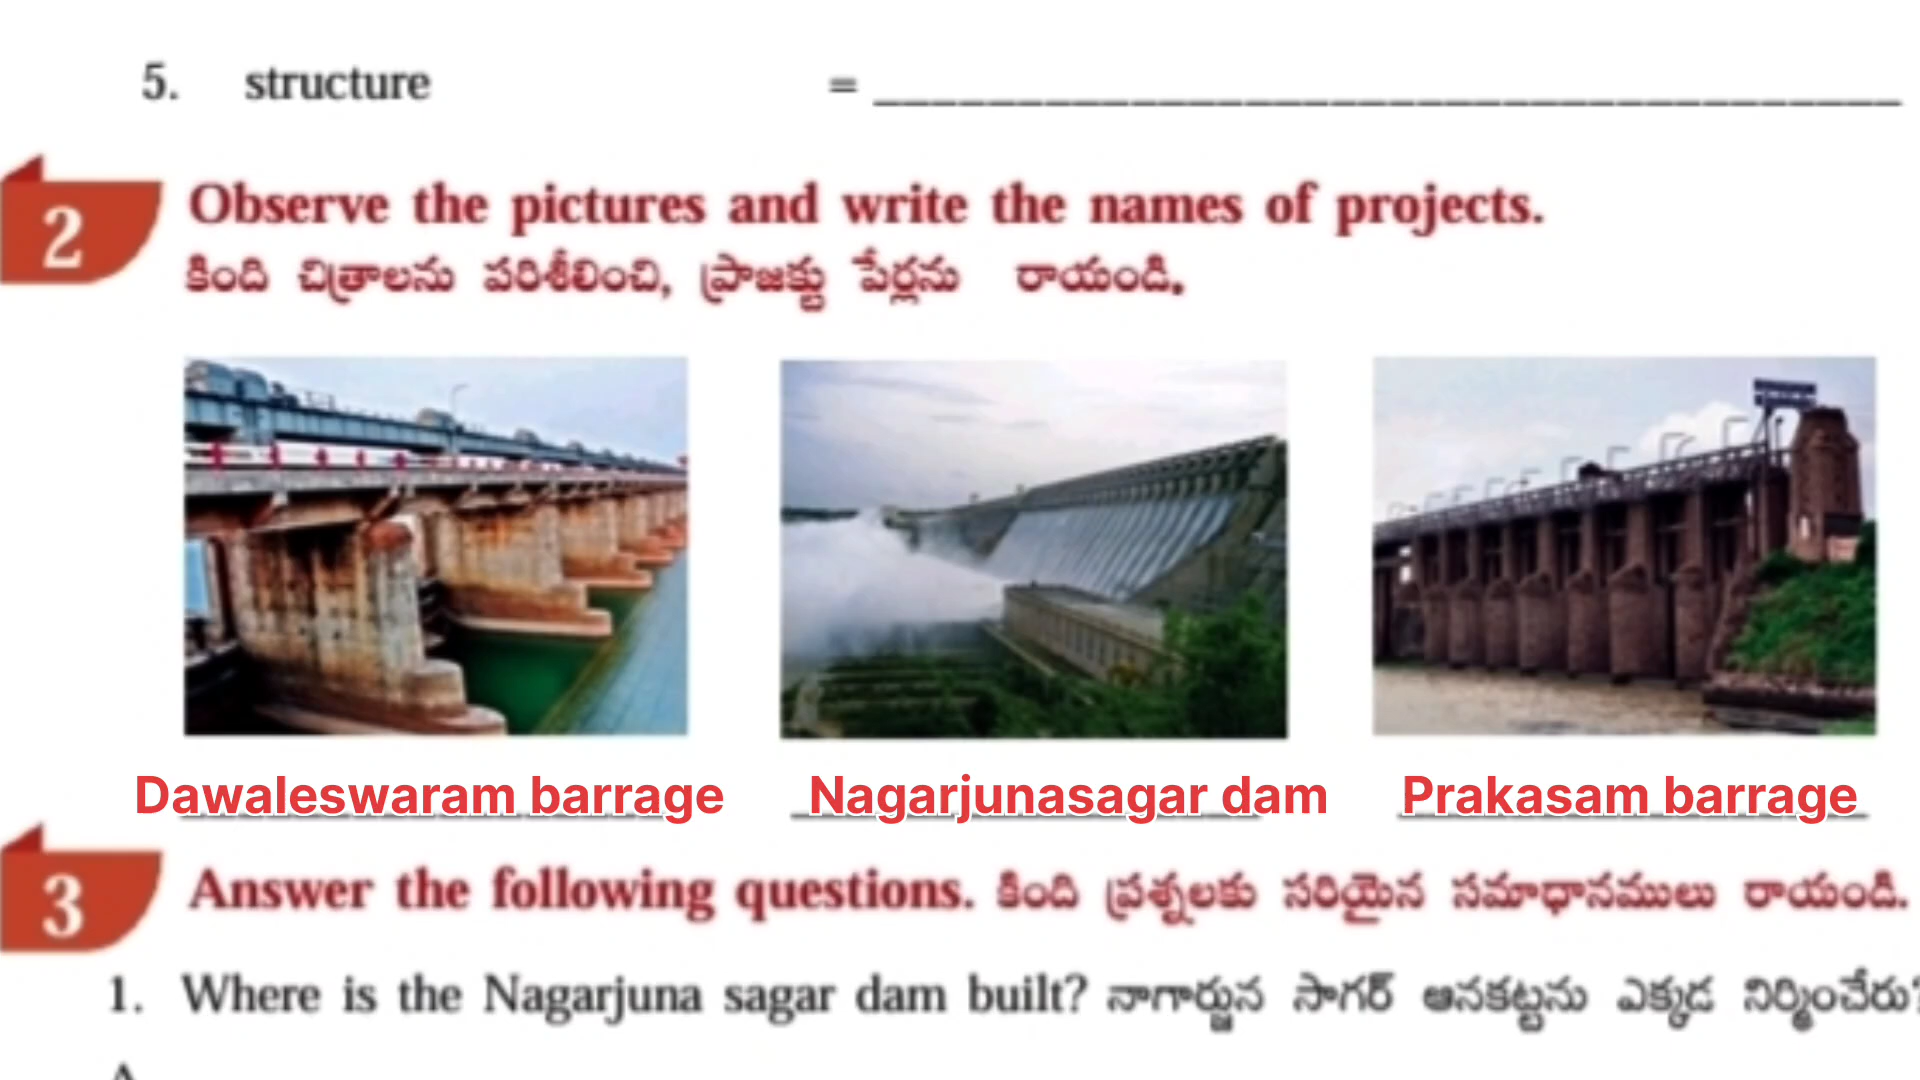 5. structure = ____________________________________
2 Observe the pictures and write the names of projects.
కింది చిత్రాలను పరిశీలించి, ప్రాజక్టు పేర్లను రాయండి.
Dawaleswaram barrage Nagarjunasagar dam Prakasam barrage
3 Answer the following questions. కింది ప్రశ్నలకు సరియైన సమాధానములు రాయండి.
1. Where is the Nagarjuna sagar dam built? నాగార్జున సాగర్ ఆనకట్టను ఎక్కడ నిర్మించేరు?